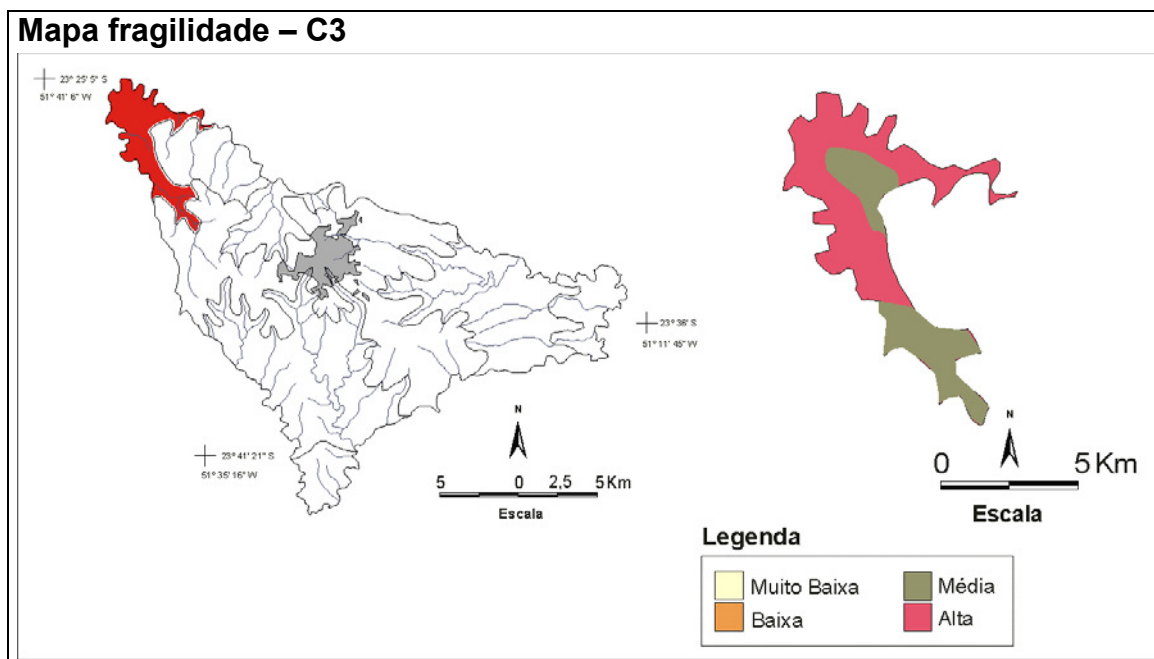 Mapa fragilidade – C3
23° 25' 5" S
51° 41' 6" W
23° 36' S
51° 11' 45" W
23° 41' 21" S
51° 35' 16" W
N
5 0 2,5 5 Km
Escala
N
0 5 Km
Escala
Legenda
Muito Baixa
Média
Baixa
Alta